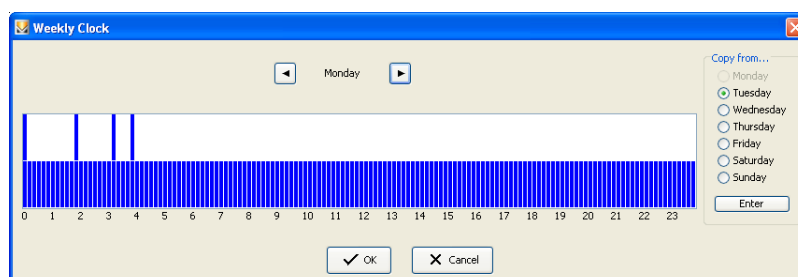 Weekly Clock
Monday
Copy from...
Monday
Tuesday
Wednesday
Thursday
Friday
Saturday
Sunday
Enter
0 1 2 3 4 5 6 7 8 9 10 11 12 13 14 15 16 17 18 19 20 21 22 23
OK Cancel